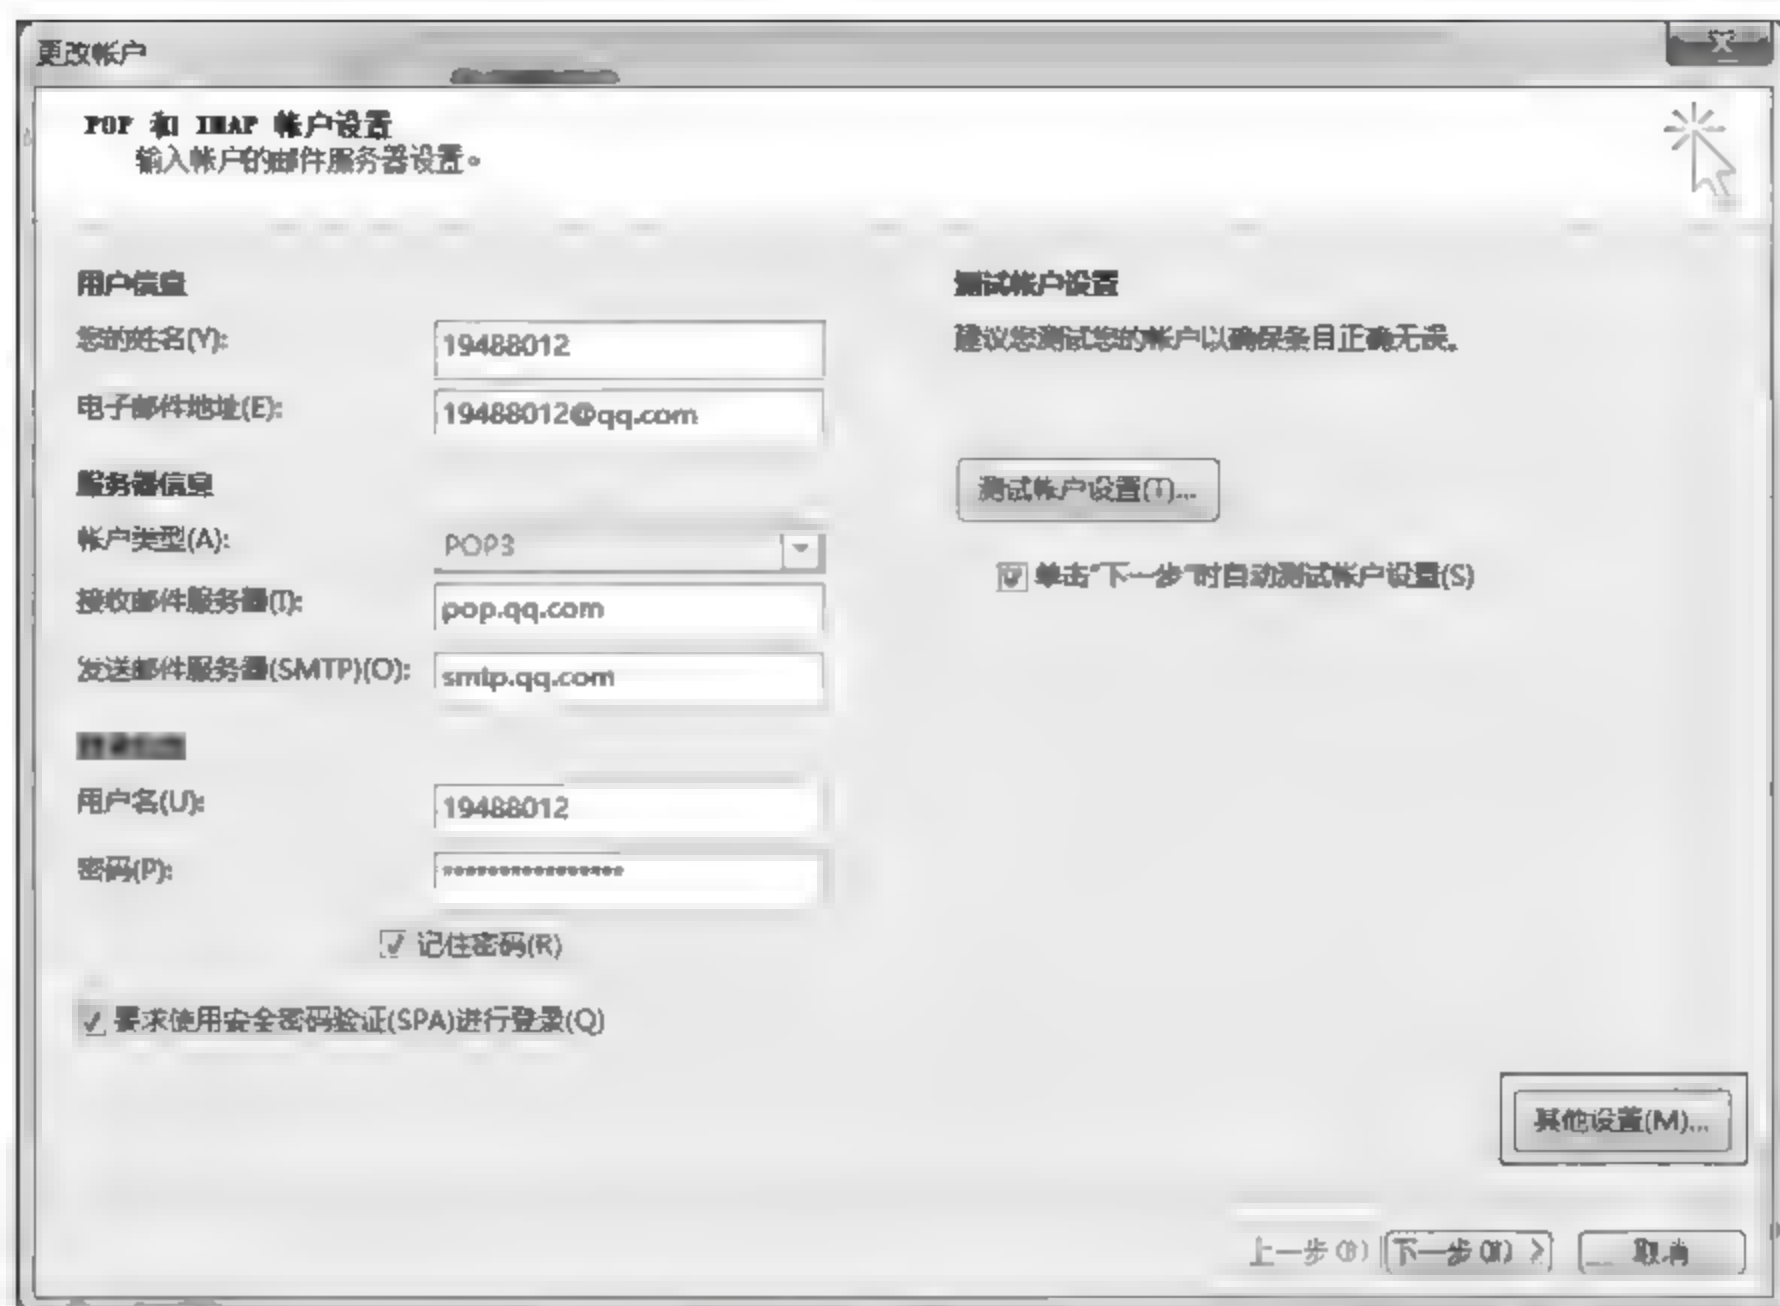 更改帐户
POP 和 IMAP 帐户设置
输入帐户的邮件服务器设置。
用户信息
您的姓名(Y):
19488012
电子邮件地址(E):
19488012@qq.com
服务器信息
帐户类型(A):
POP3
接收邮件服务器(I):
pop.qq.com
发送邮件服务器(SMTP)(O):
smtp.qq.com
用户名(U):
19488012
密码(P):
****************
记住密码(R)
要求使用安全密码验证(SPA)进行登录(Q)
测试帐户设置
建议您测试您的帐户以确保条目正确无误。
测试帐户设置(T)...
单击"下一步"时自动测试帐户设置(S)
其他设置(M)...
上一步(B)
下一步(N) >
取消